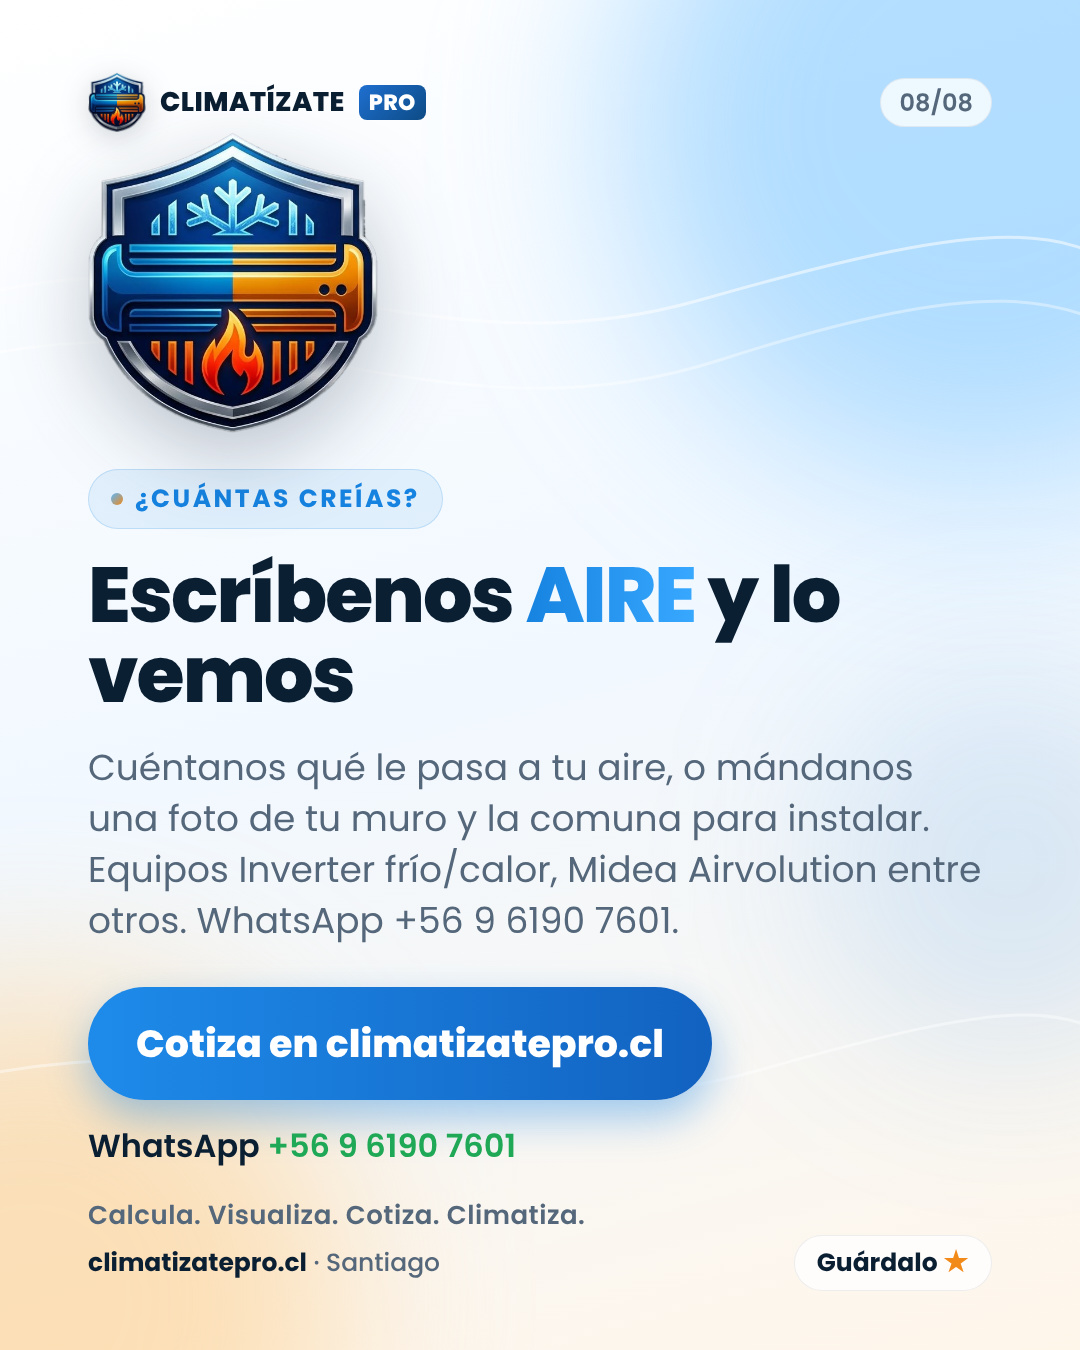 CLIMATÍZATE PRO
08/08
¿CUÁNTAS CREÍAS?
Escríbenos AIRE y lo
vemos
Cuéntanos qué le pasa a tu aire, o mándanos
una foto de tu muro y la comuna para instalar.
Equipos Inverter frío/calor, Midea Airvolution entre
otros. WhatsApp +56 9 6190 7601.
Cotiza en climatizatepro.cl
WhatsApp +56 9 6190 7601
Calcula. Visualiza. Cotiza. Climatiza.
climatizatepro.cl · Santiago
Guárdalo ★